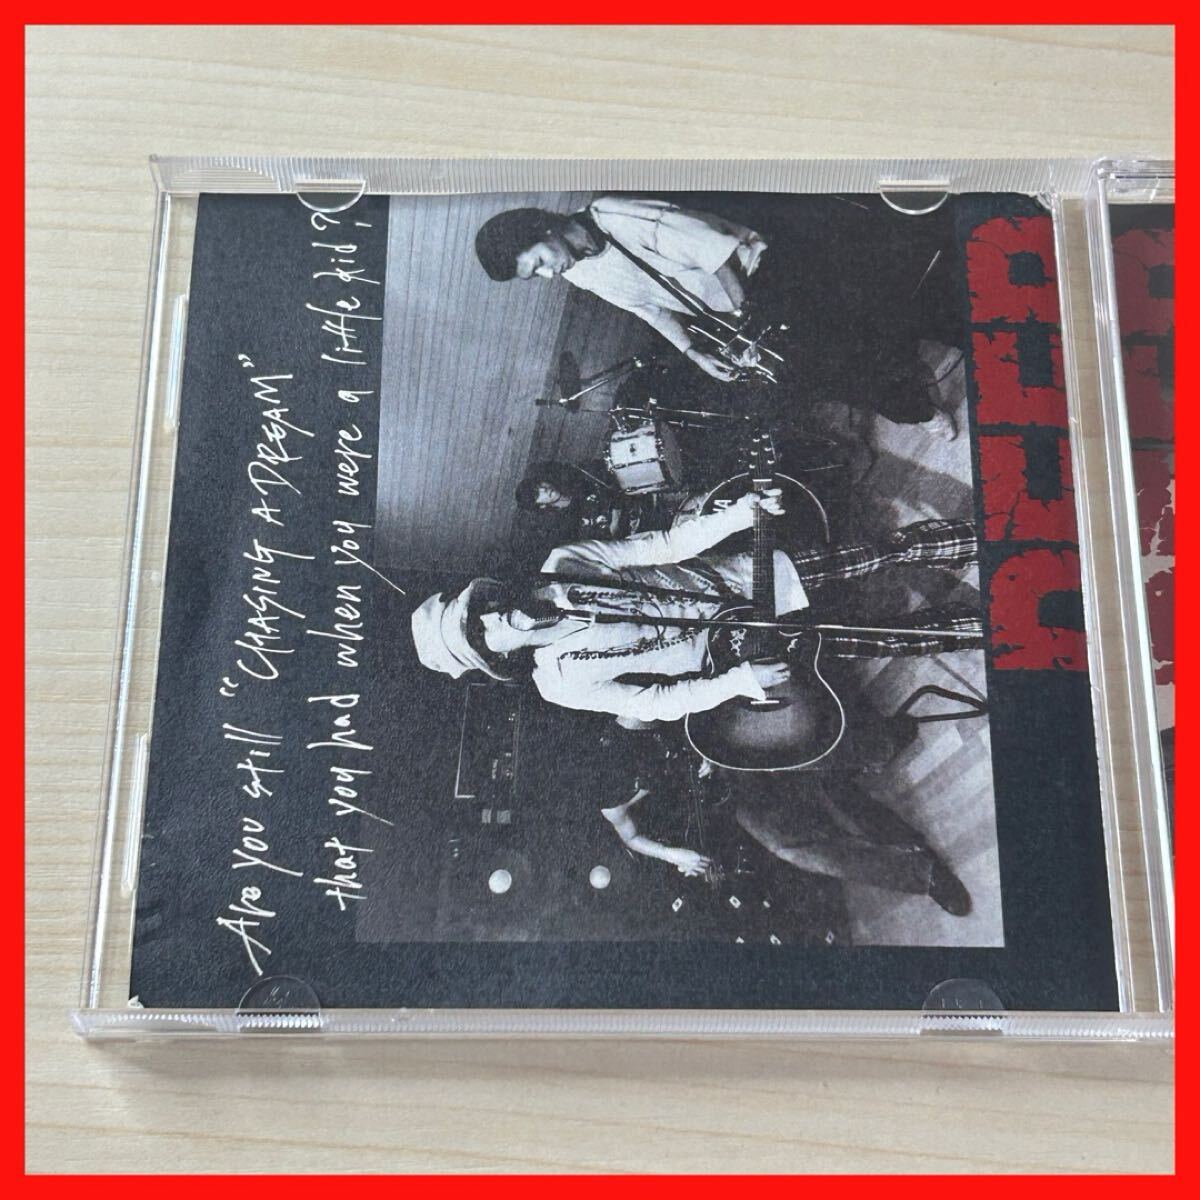 Are you still "CHASING A DREAM"
that you had when you were a little kid?